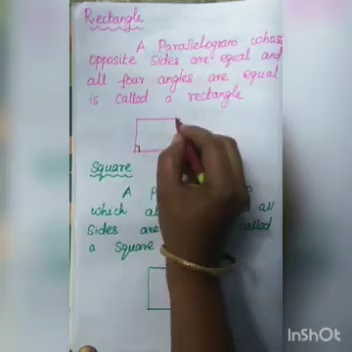 Rectangle
A Parallelogram whose
opposite sides are equal and
all four angles are equal
is called a rectangle
Square
A
which all
sides are called
a square
InShOt